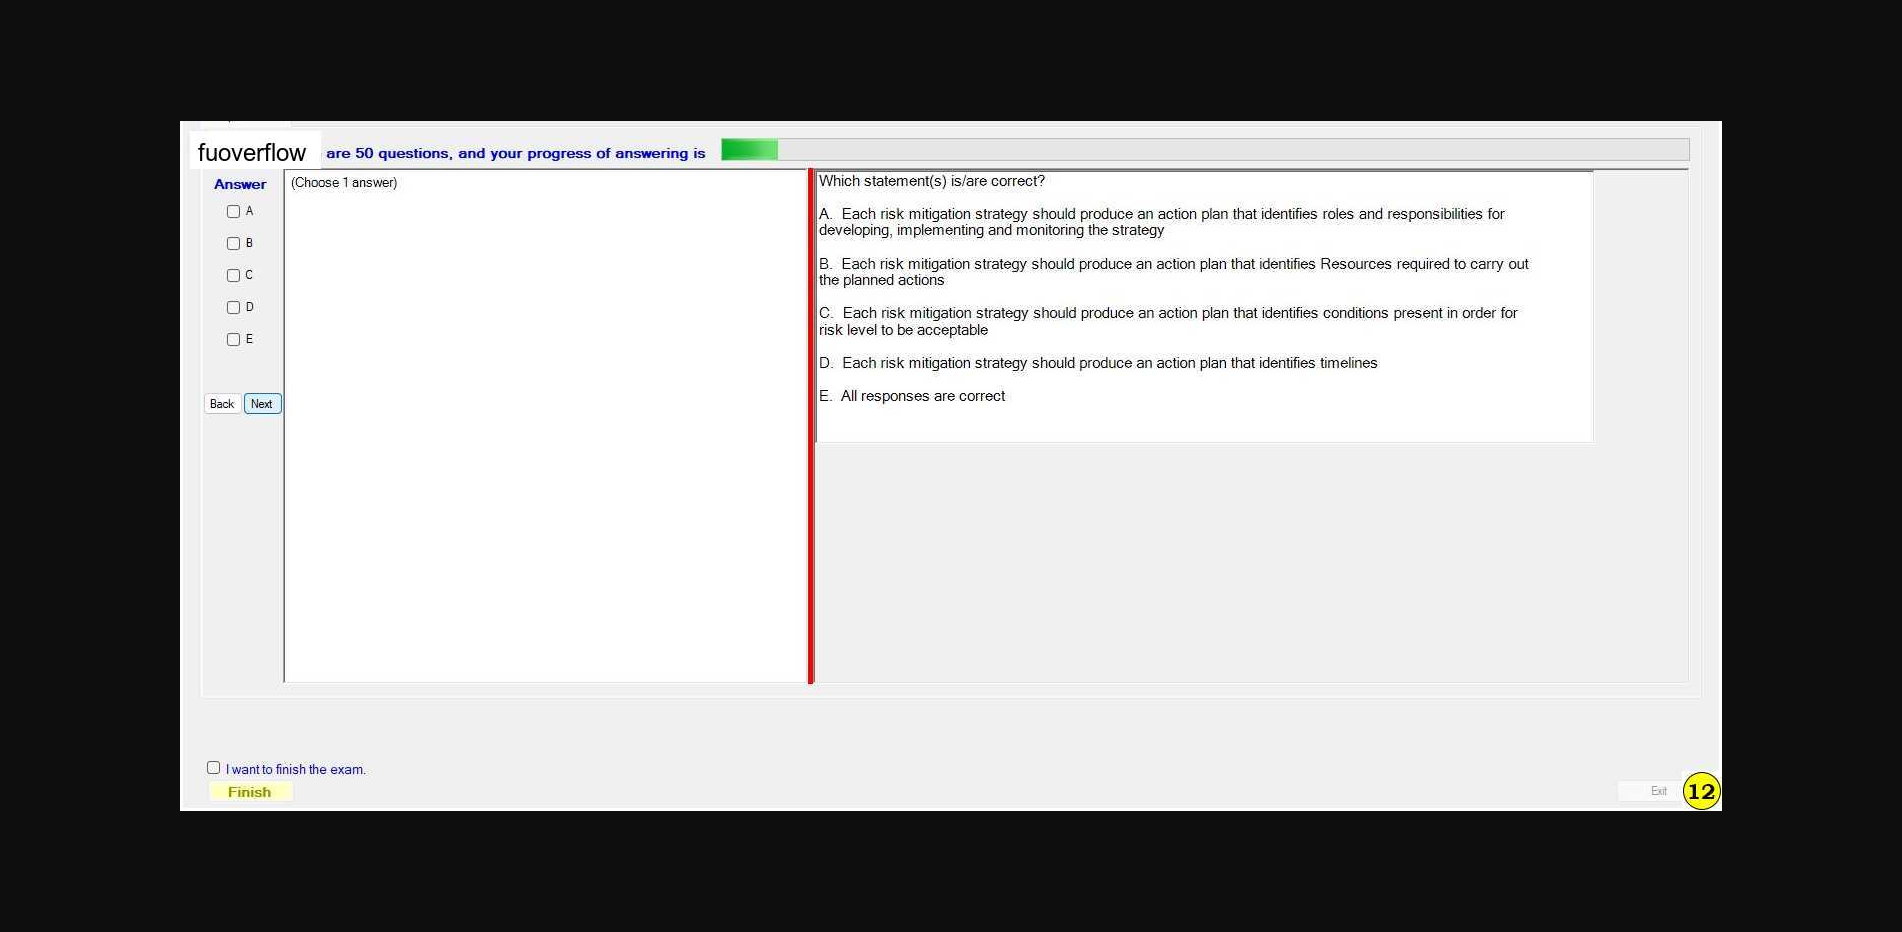 fuoverflow are 50 questions, and your progress of answering is
Answer
(Choose 1 answer)
A
B
C
D
E
Back Next
Which statement(s) is/are correct?
A. Each risk mitigation strategy should produce an action plan that identifies roles and responsibilities for
developing, implementing and monitoring the strategy
B. Each risk mitigation strategy should produce an action plan that identifies Resources required to carry out
the planned actions
C. Each risk mitigation strategy should produce an action plan that identifies conditions present in order for
risk level to be acceptable
D. Each risk mitigation strategy should produce an action plan that identifies timelines
E. All responses are correct
I want to finish the exam.
Finish
Exit
12